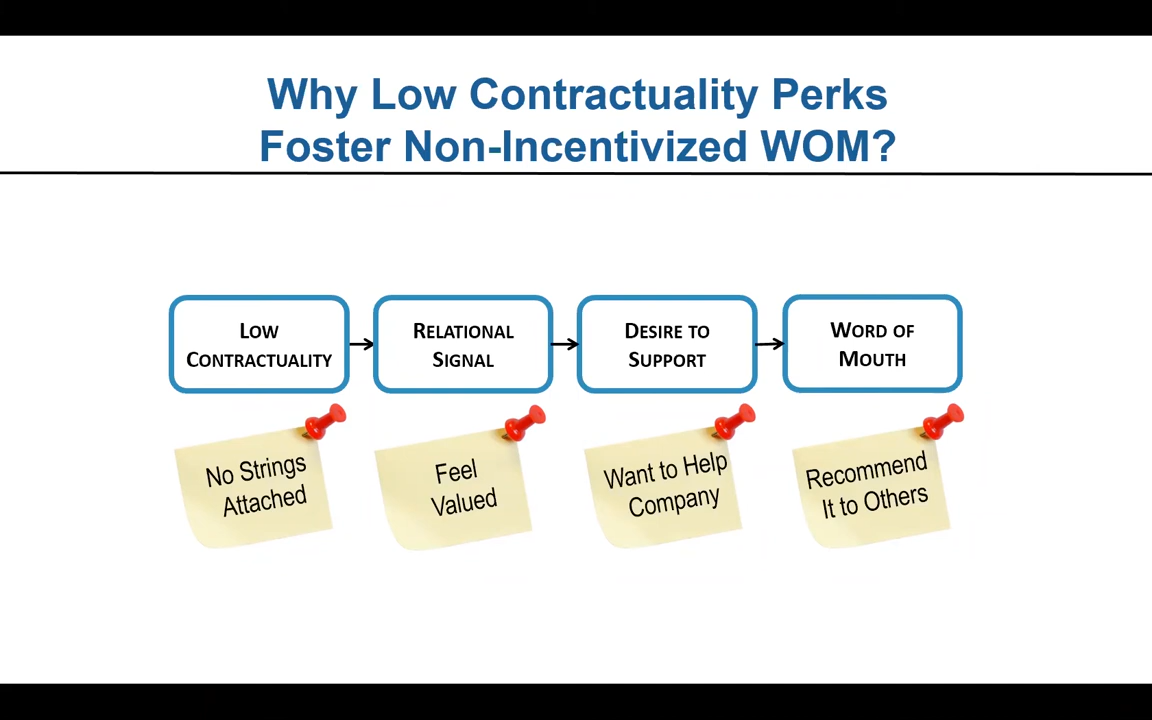 Why Low Contractuality Perks
Foster Non-Incentivized WOM?
LOW
CONTRACTUALITY
RELATIONAL
SIGNAL
DESIRE TO
SUPPORT
WORD OF
MOUTH
No Strings
Attached
Feel
Valued
Want to Help
Company
Recommend
It to Others